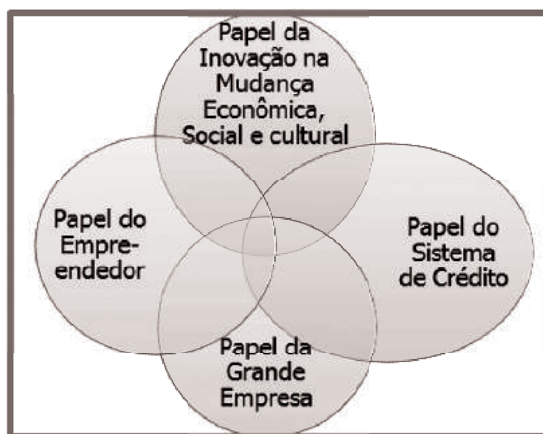 Papel da
Inovação na
Mudança
Econômica,
Social e cultural
Papel do
Empre-
endedor
Papel do
Sistema
de Crédito
Papel da
Grande
Empresa